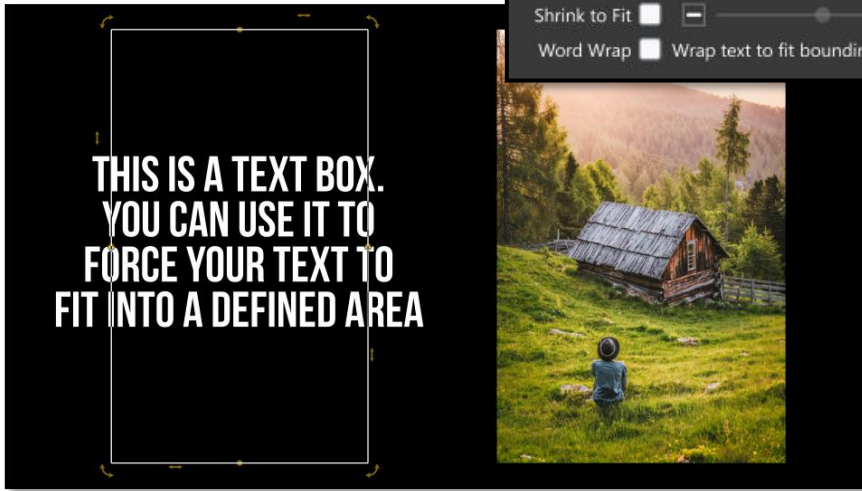 Shrink to Fit
Word Wrap Wrap text to fit boundin
THIS IS A TEXT BOX.
YOU CAN USE IT TO
FORCE YOUR TEXT TO
FIT INTO A DEFINED AREA